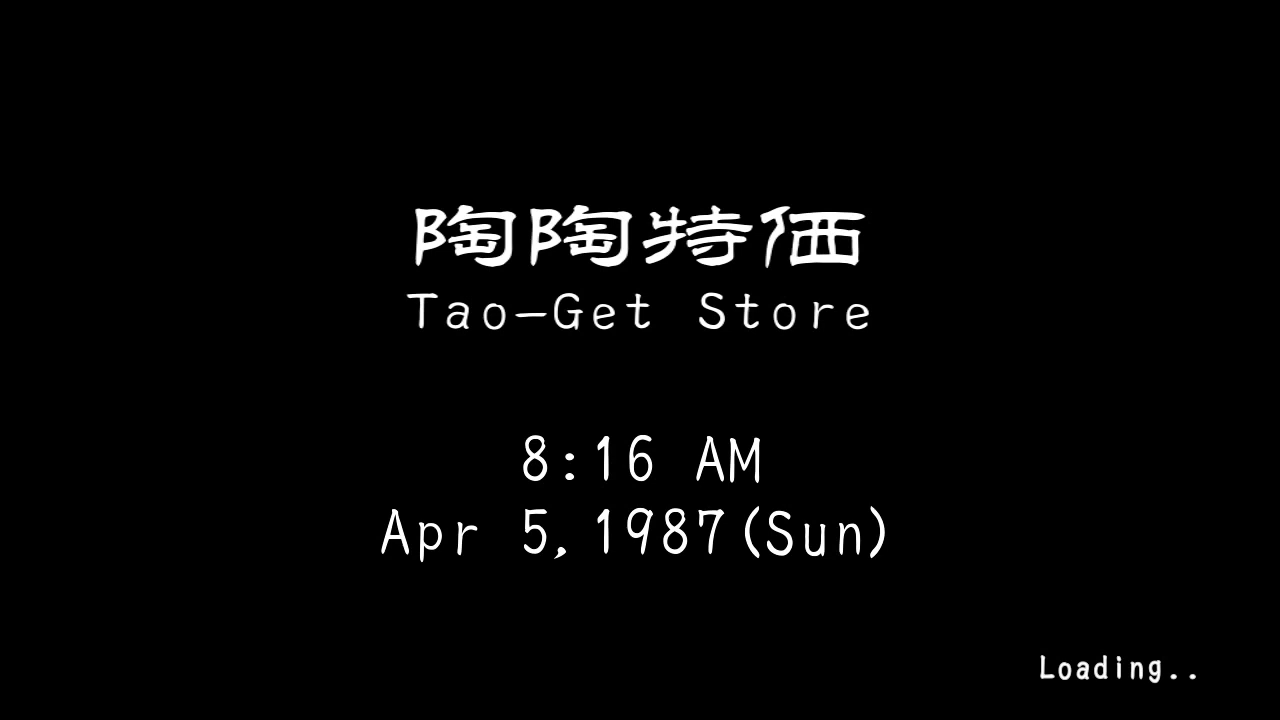 陶陶特価
Tao-Get Store
8:16 AM
Apr 5,1987(Sun)
Loading..